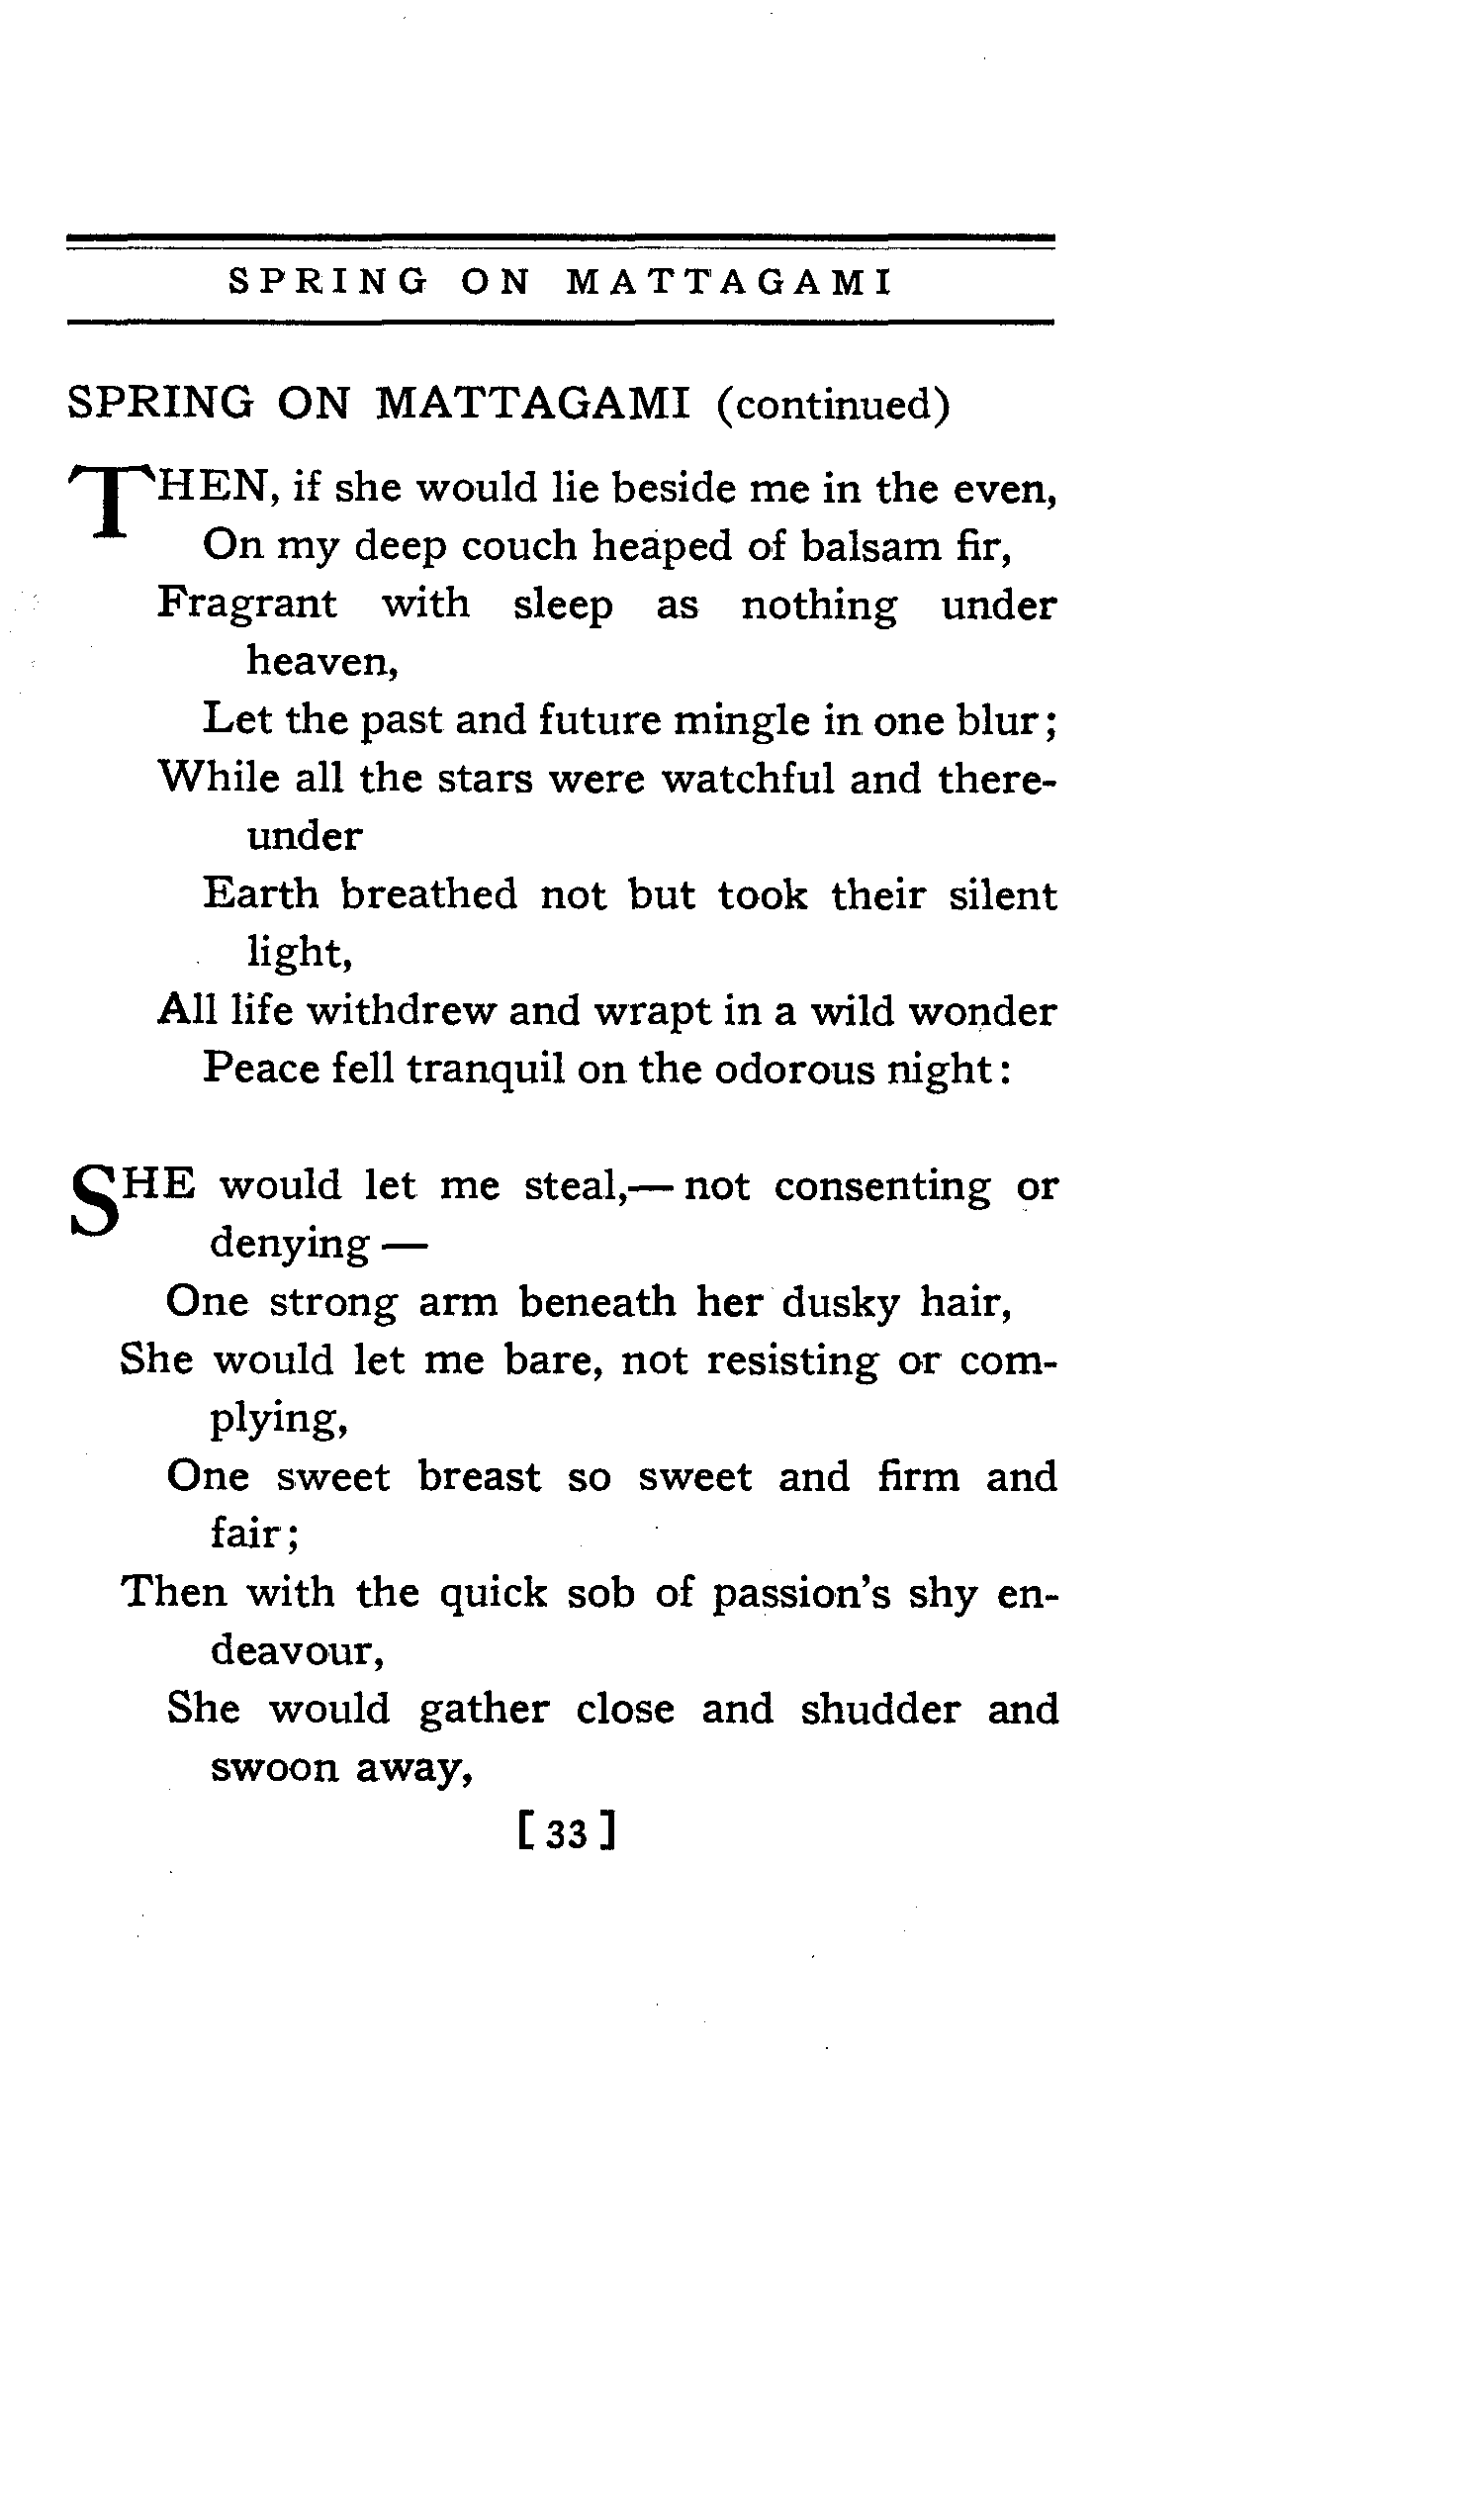 SPRING ON MATTAGAMI
SPRING ON MATTAGAMI (continued)
THEN, if she would lie beside me in the even,
On my deep couch heaped of balsam fir,
Fragrant with sleep as nothing under
heaven,
Let the past and future mingle in one blur;
While all the stars were watchful and there-
under
Earth breathed not but took their silent
light,
All life withdrew and wrapt in a wild wonder
Peace fell tranquil on the odorous night:
SHE would let me steal,— not consenting or
denying —
One strong arm beneath her dusky hair,
She would let me bare, not resisting or com-
plying,
One sweet breast so sweet and firm and
fair;
Then with the quick sob of passion's shy en-
deavour,
She would gather close and shudder and
swoon away,
[ 33 ]